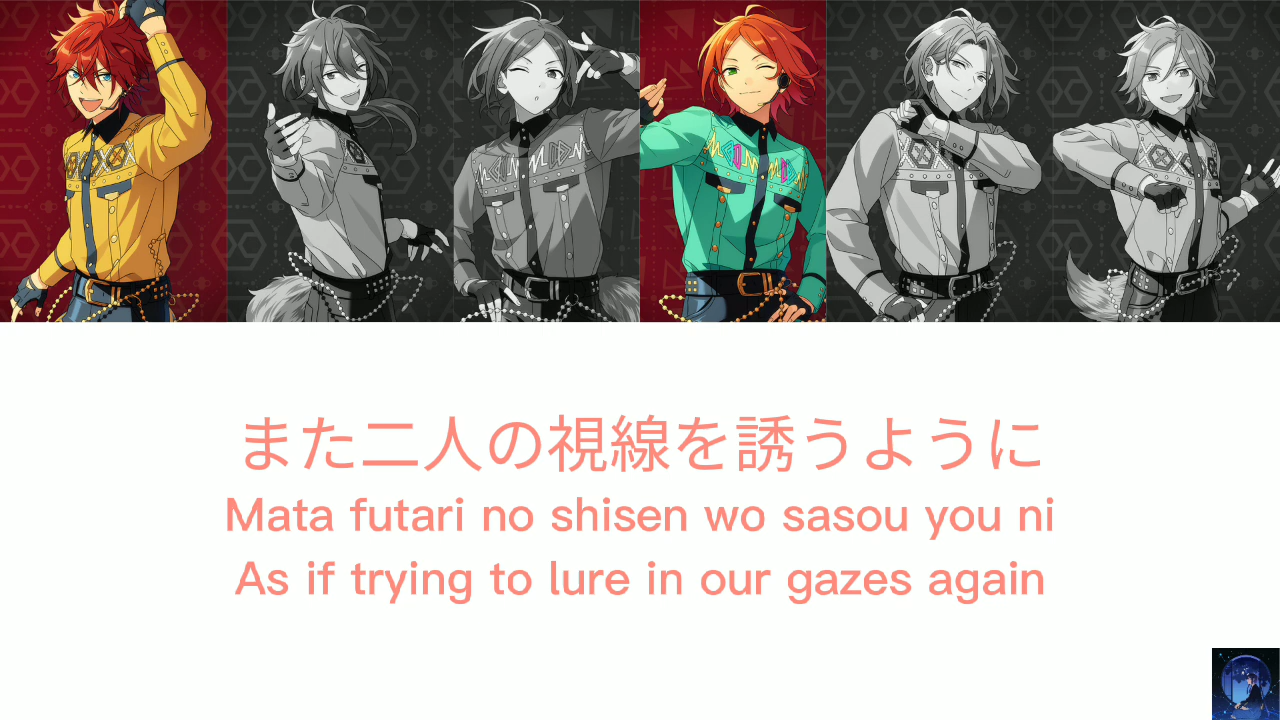 また二人の視線を誘うように
Mata futari no shisen wo sasou you ni
As if trying to lure in our gazes again